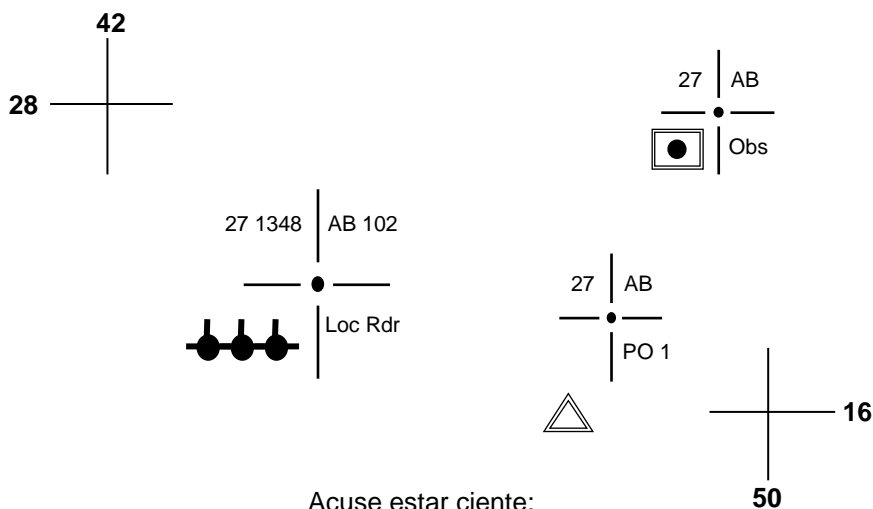 42
28
27 AB
Obs
27 1348 AB 102
Loc Rdr
27 AB
PO 1
16
50
Acuse estar ciente: